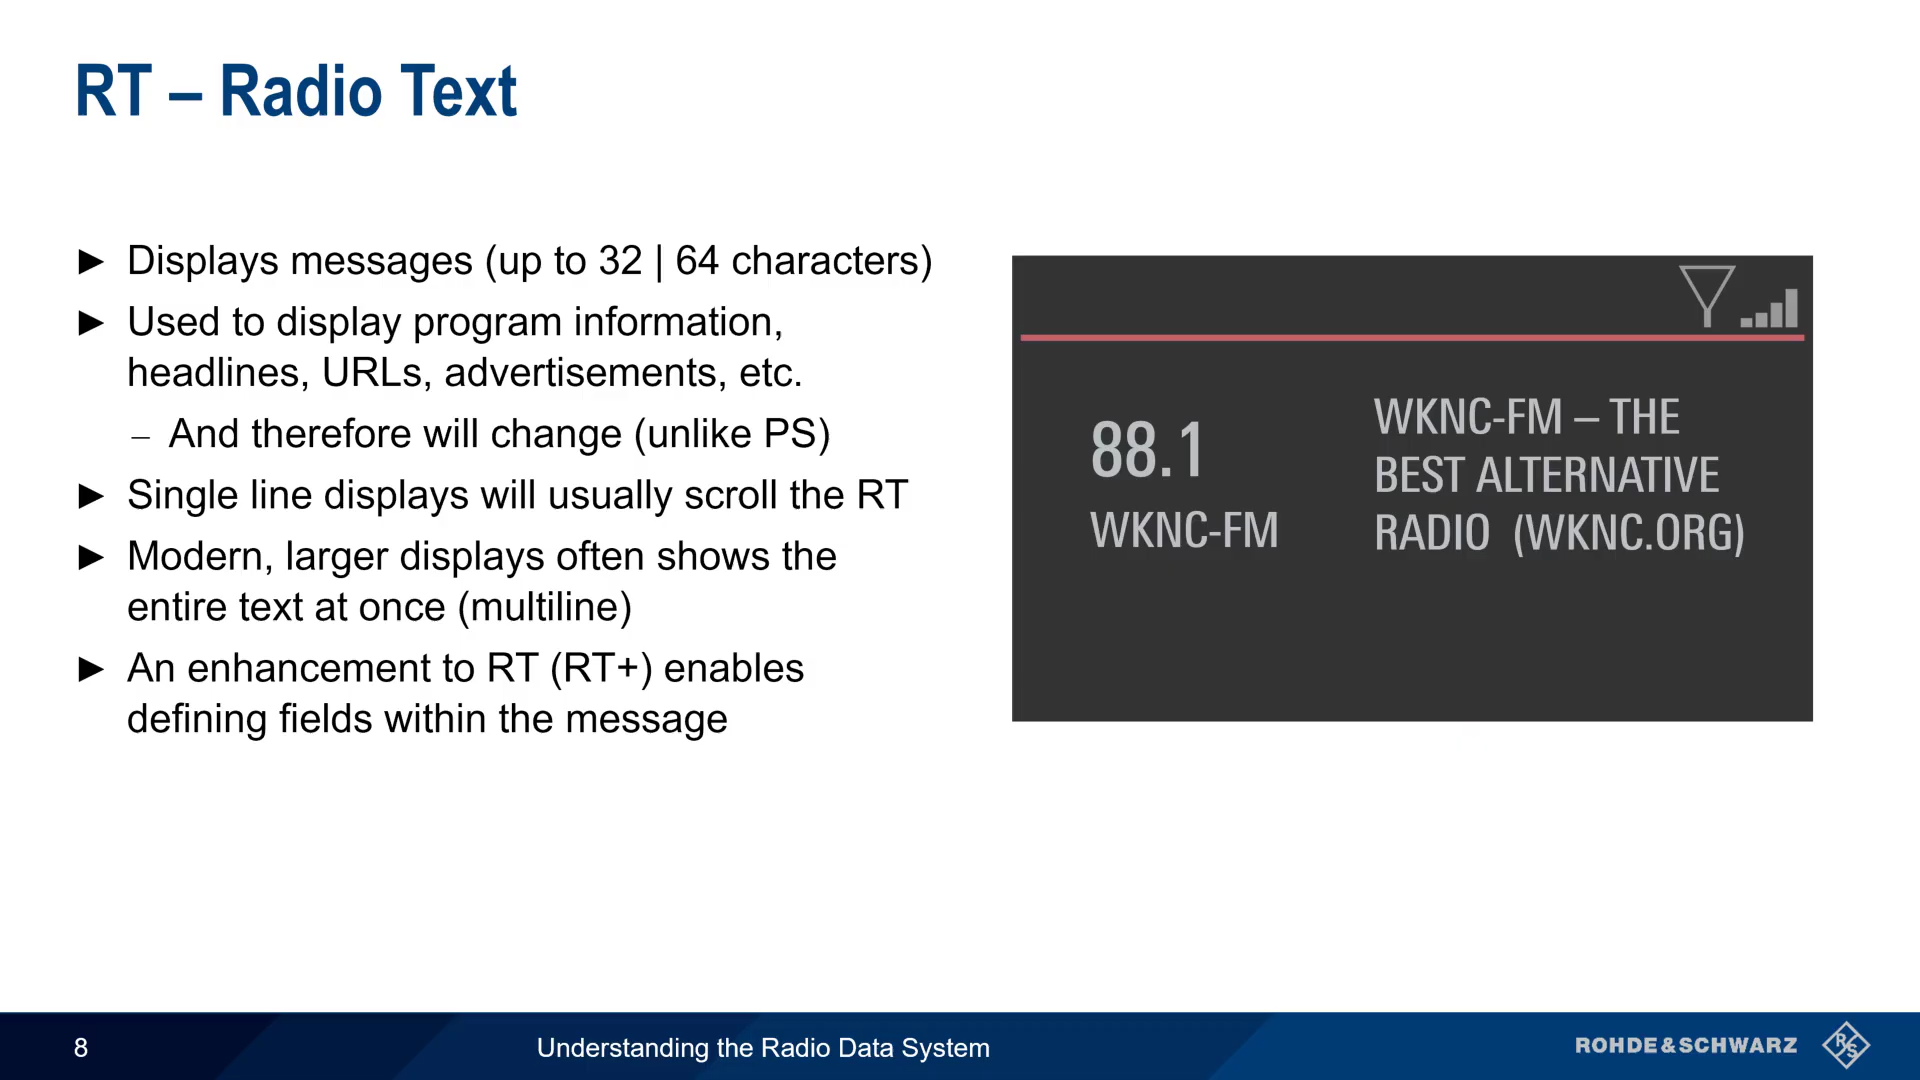 RT – Radio Text
► Displays messages (up to 32 | 64 characters)
► Used to display program information,
headlines, URLs, advertisements, etc.
– And therefore will change (unlike PS)
► Single line displays will usually scroll the RT
► Modern, larger displays often shows the
entire text at once (multiline)
► An enhancement to RT (RT+) enables
defining fields within the message
88.1
WKNC-FM
WKNC-FM – THE
BEST ALTERNATIVE
RADIO (WKNC.ORG)
8
Understanding the Radio Data System
ROHDE & SCHWARZ
R&S